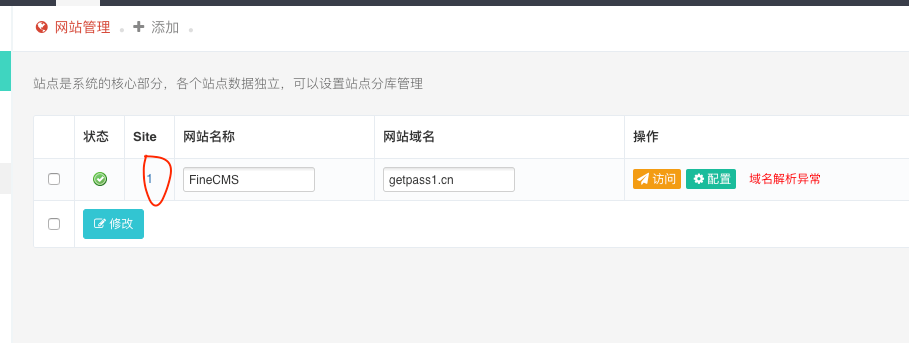 网站管理 添加
站点是系统的核心部分，各个站点数据独立，可以设置站点分库管理
状态 Site 网站名称 网站域名 操作
1 FineCMS getpass1.cn 访问 配置 域名解析异常
修改